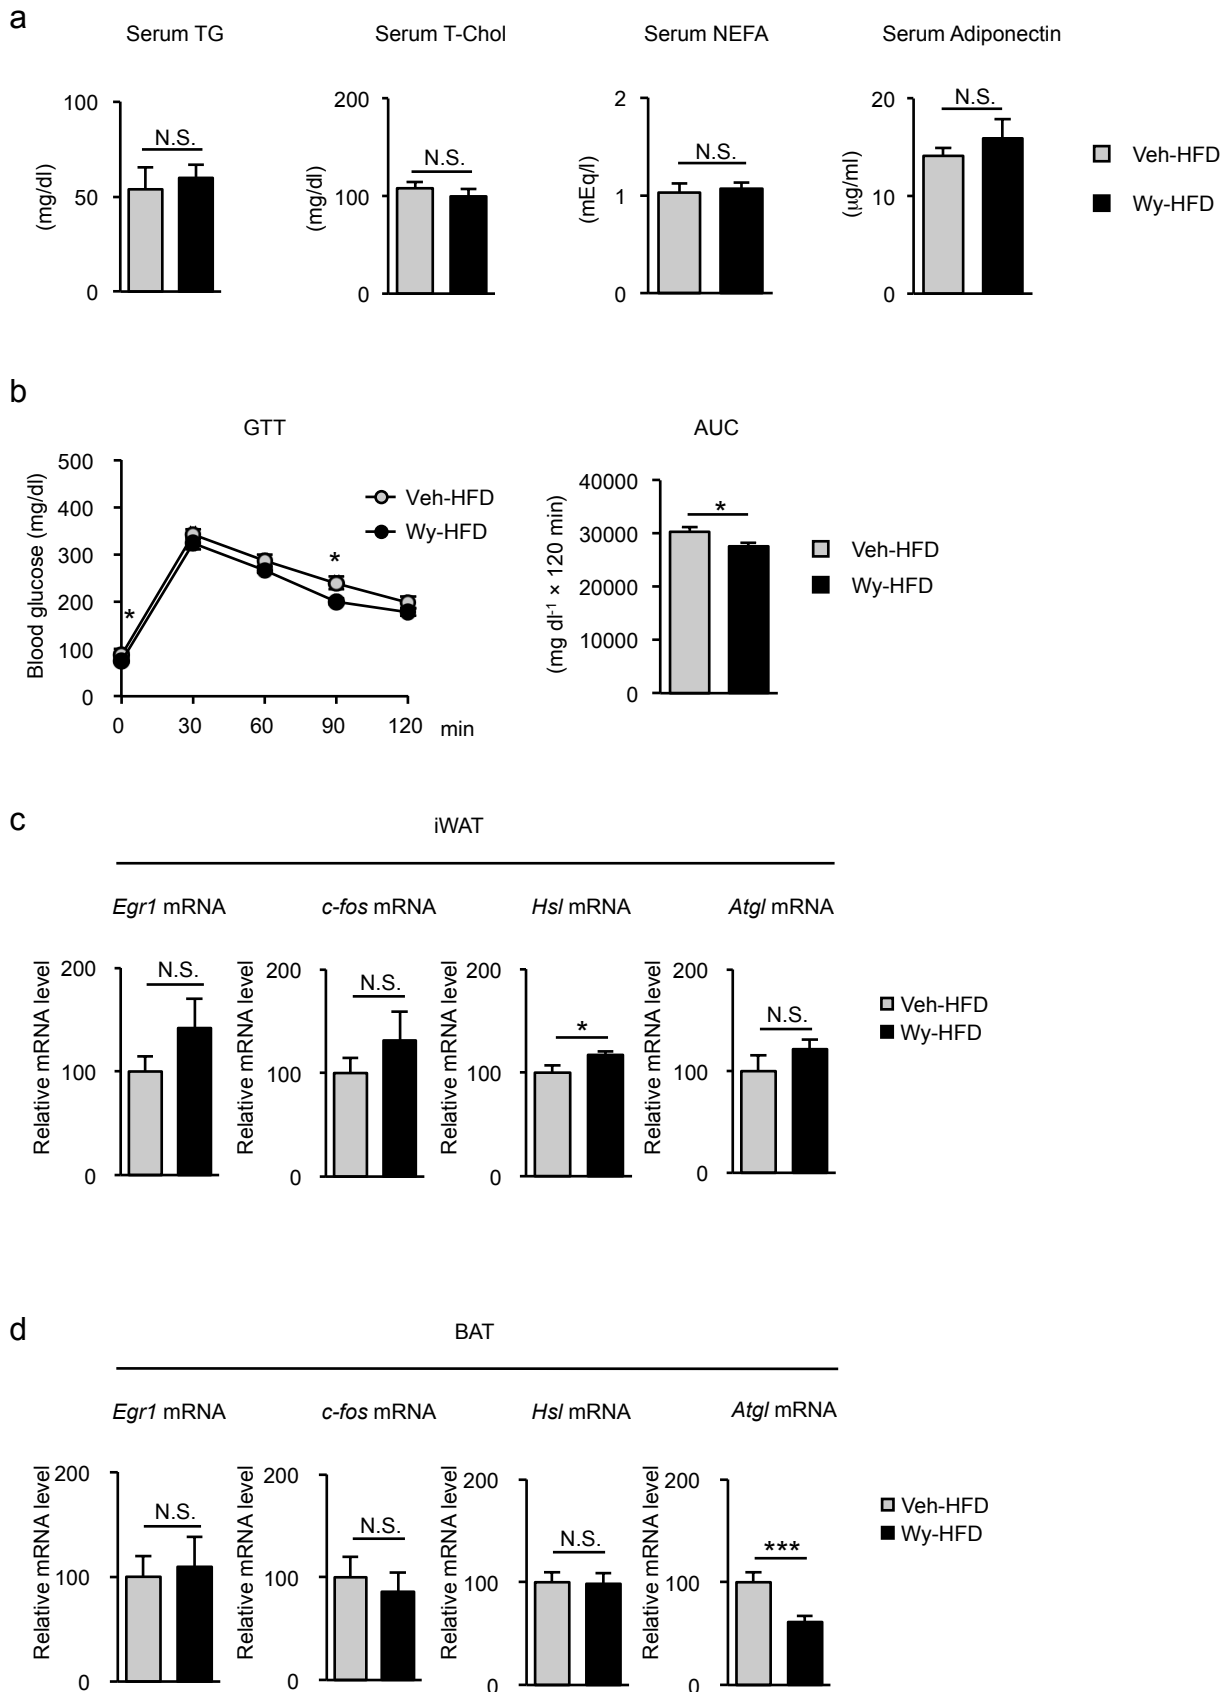 a
Serum TG
Serum T-Chol
Serum NEFA
Serum Adiponectin
100
50
0
(mg/dl)
N.S.
200
100
0
(mg/dl)
N.S.
2
1
0
(mEq/l)
N.S.
20
10
0
(μg/ml)
N.S.
Veh-HFD
Wy-HFD
b
GTT
500
400
300
200
100
0
Blood glucose (mg/dl)
*
*
0 30 60 90 120 min
Veh-HFD
Wy-HFD
AUC
40000
30000
20000
10000
0
(mg dl⁻¹ × 120 min)
*
Veh-HFD
Wy-HFD
c
iWAT
Egr1 mRNA
c-fos mRNA
Hsl mRNA
Atgl mRNA
Relative mRNA level
200
100
0
N.S.
Relative mRNA level
200
100
0
N.S.
Relative mRNA level
200
100
0
*
Relative mRNA level
200
100
0
N.S.
Veh-HFD
Wy-HFD
d
BAT
Egr1 mRNA
c-fos mRNA
Hsl mRNA
Atgl mRNA
Relative mRNA level
200
100
0
N.S.
Relative mRNA level
200
100
0
N.S.
Relative mRNA level
200
100
0
N.S.
Relative mRNA level
200
100
0
***
Veh-HFD
Wy-HFD